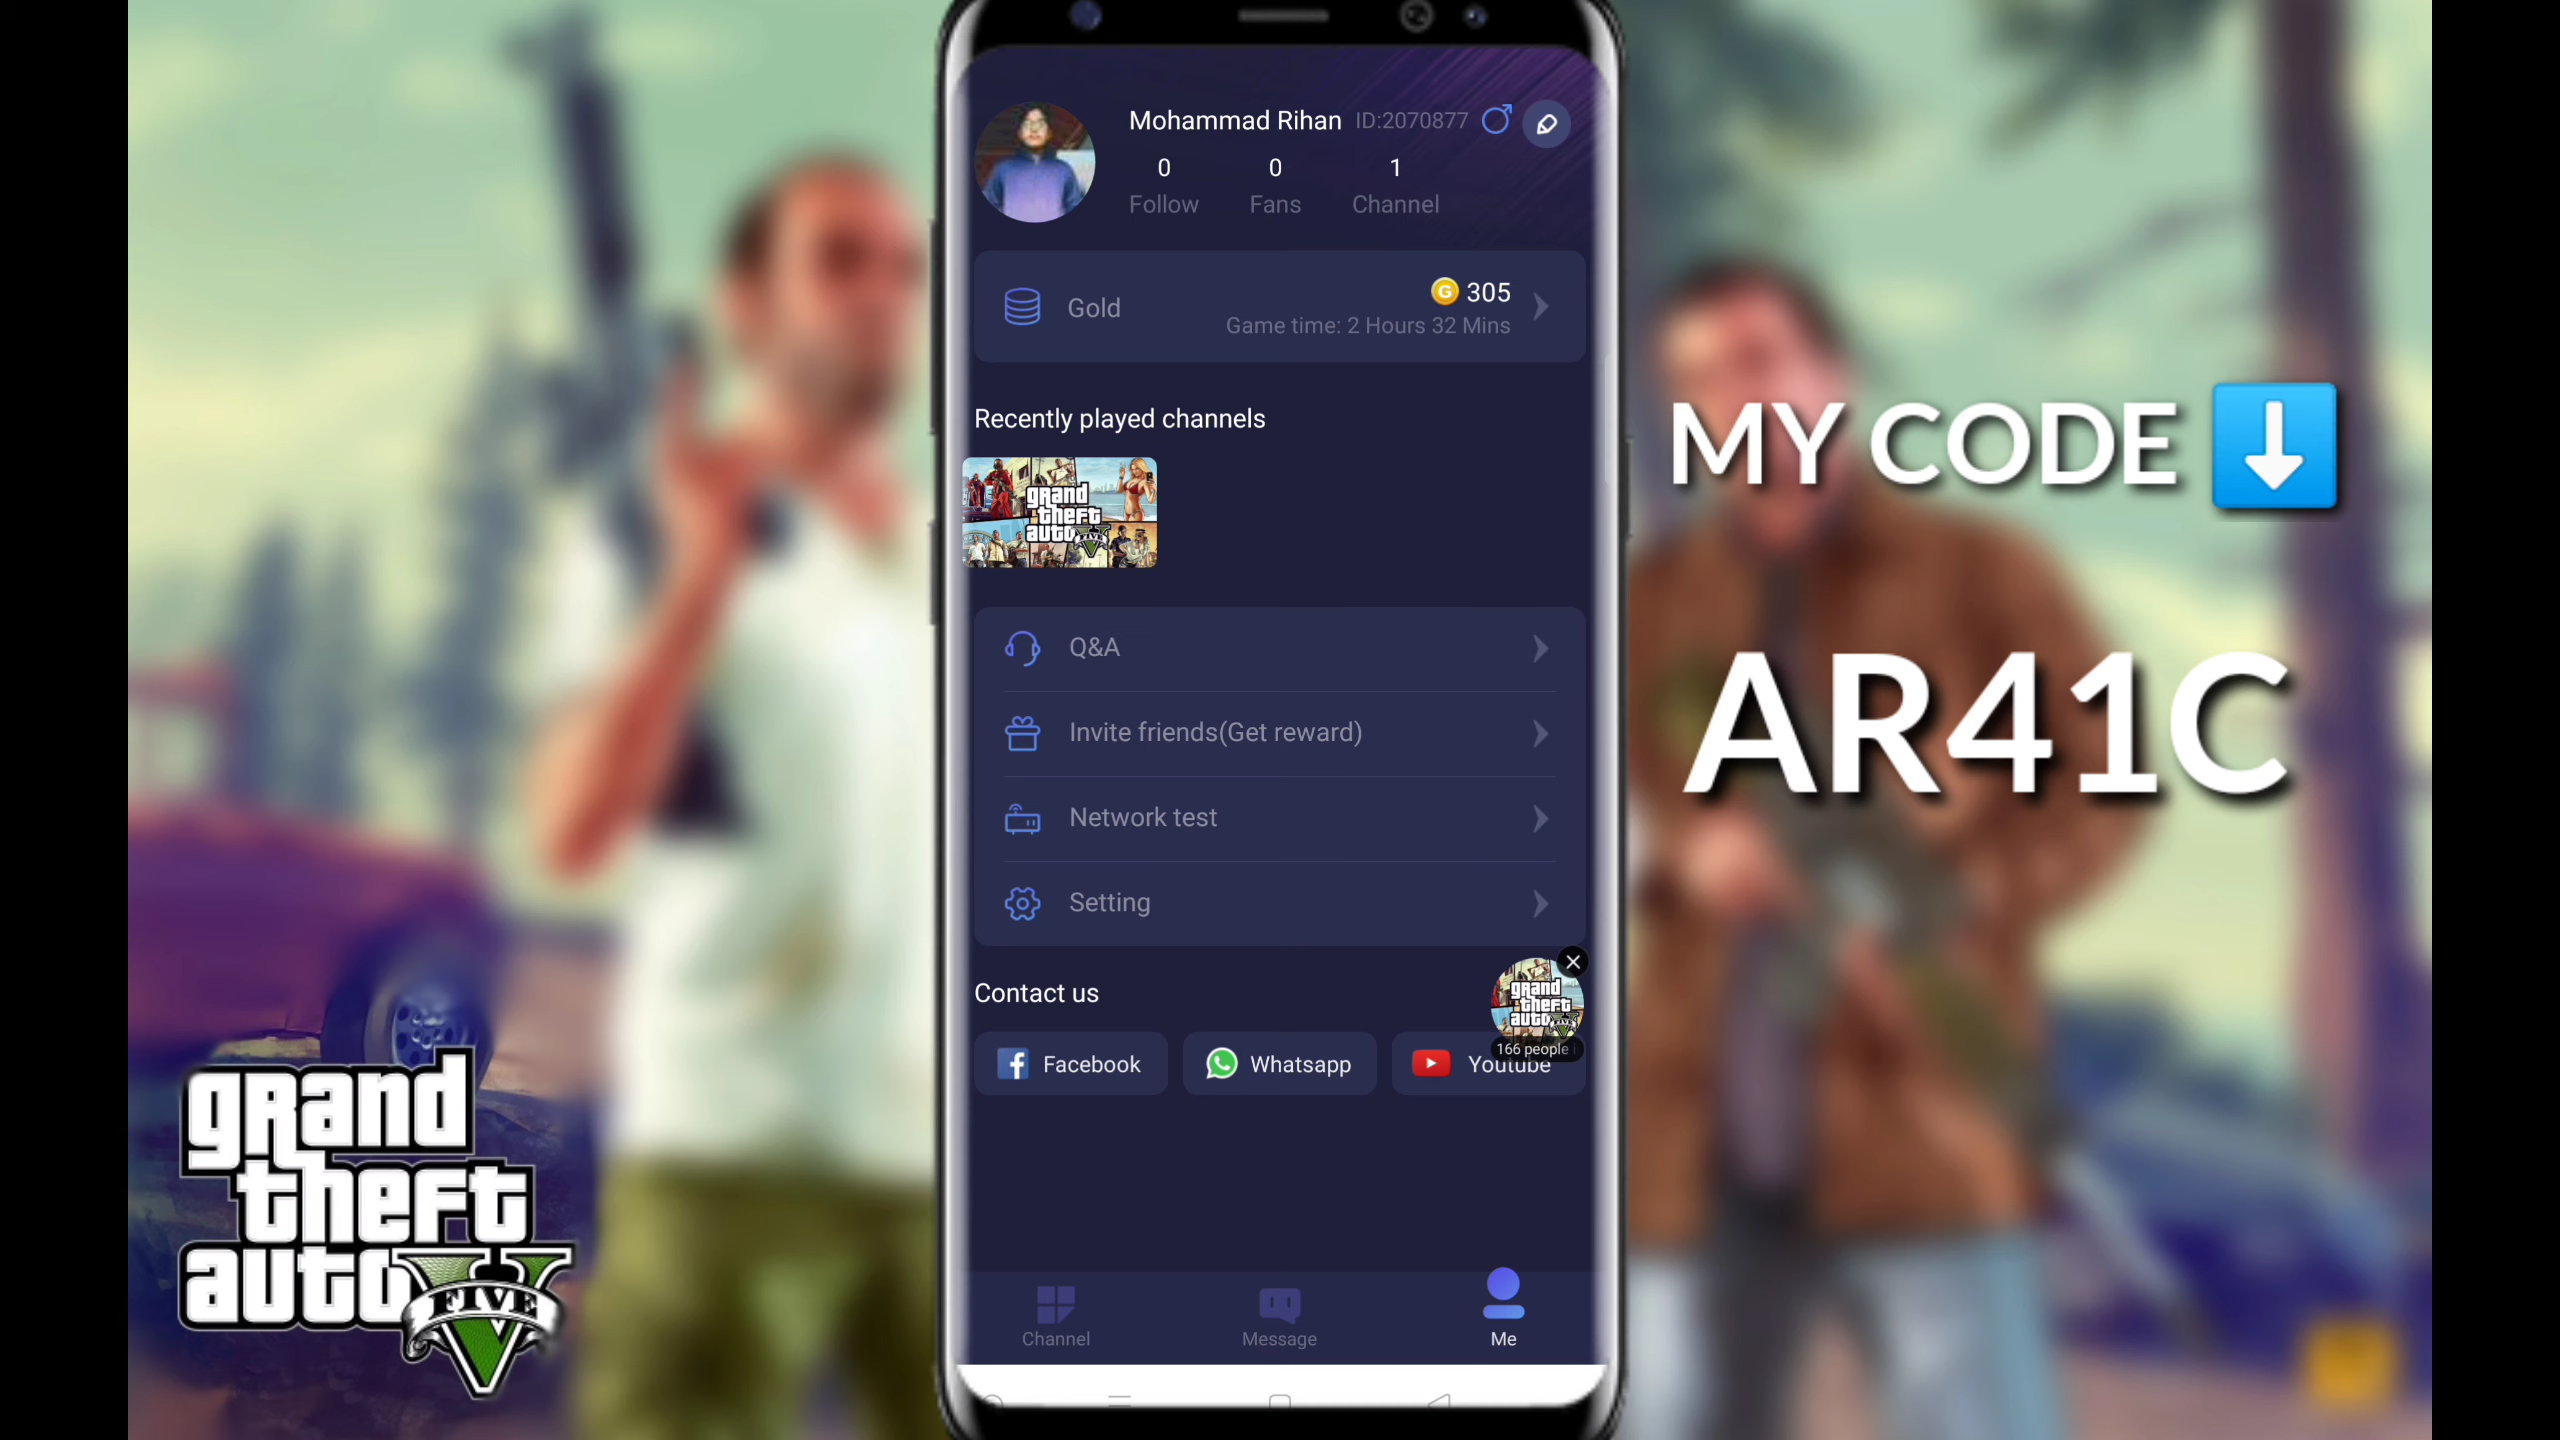 Mohammad Rihan ID:2070877
0 0 1
Follow Fans Channel
Gold
G 305
Game time: 2 Hours 32 Mins
Recently played channels
grand
theft
auto
FIVE
Q&A
Invite friends(Get reward)
Network test
Setting
Contact us
grand
theft
auto
FIVE
166 people
Facebook Whatsapp Youtube
Channel Message Me
MY CODE
AR41C
grand
theft
auto V
FIVE